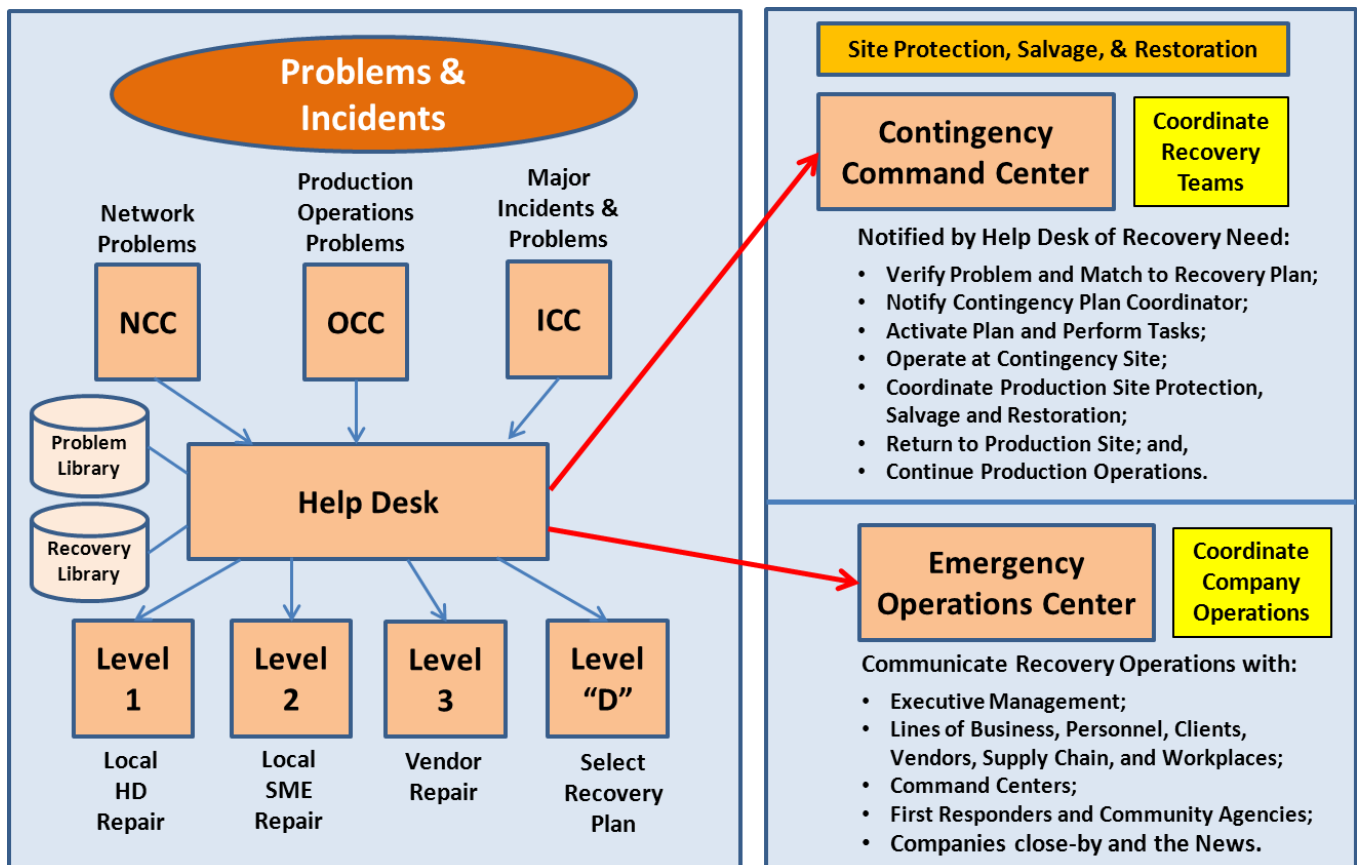 Problems &
Incidents
Network
Problems
Production
Operations
Problems
Major
Incidents &
Problems
NCC
OCC
ICC
Problem
Library
Recovery
Library
Help Desk
Level
1
Level
2
Level
3
Level
“D”
Local
HD
Repair
Local
SME
Repair
Vendor
Repair
Select
Recovery
Plan
Site Protection, Salvage, & Restoration
Contingency
Command Center
Coordinate
Recovery
Teams
Notified by Help Desk of Recovery Need:
• Verify Problem and Match to Recovery Plan;
• Notify Contingency Plan Coordinator;
• Activate Plan and Perform Tasks;
• Operate at Contingency Site;
• Coordinate Production Site Protection,
Salvage and Restoration;
• Return to Production Site; and,
• Continue Production Operations.
Emergency
Operations Center
Coordinate
Company
Operations
Communicate Recovery Operations with:
• Executive Management;
• Lines of Business, Personnel, Clients,
Vendors, Supply Chain, and Workplaces;
• Command Centers;
• First Responders and Community Agencies;
• Companies close-by and the News.